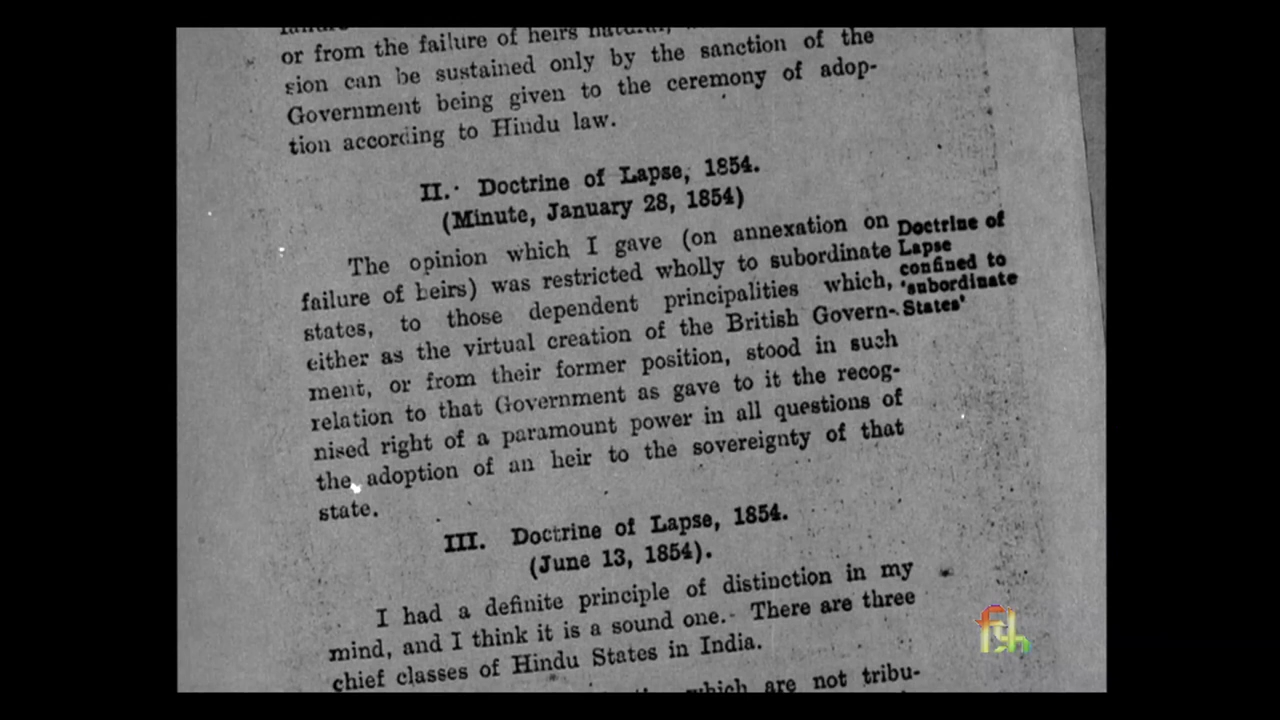 or from the failure of heirs natural,
sion can be sustained only by the sanction of the
Government being given to the ceremony of adop-
tion according to Hindu law.
II. Doctrine of Lapse, 1854.
(Minute, January 28, 1854)
The opinion which I gave (on annexation on
failure of heirs) was restricted wholly to subordinate
states, to those dependent principalities which,
either as the virtual creation of the British Govern-
ment, or from their former position, stood in such
relation to that Government as gave to it the recog-
nised right of a paramount power in all questions of
the adoption of an heir to the sovereignty of that
state.
Doctrine of
Lapse
confined to
'subordinate
States'
III. Doctrine of Lapse, 1854.
(June 13, 1854).
I had a definite principle of distinction in my
mind, and I think it is a sound one. There are three
chief classes of Hindu States in India.
which are not tribu-